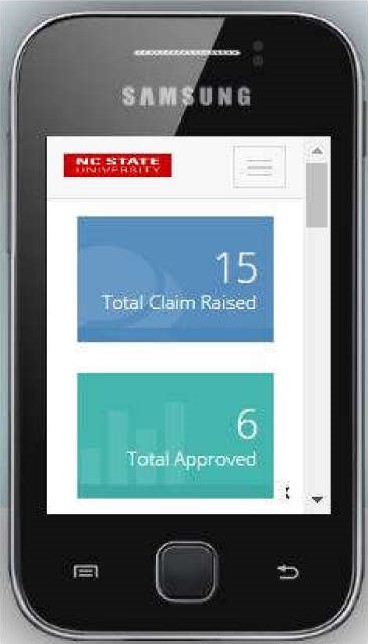 SAMSUNG
NC STATE
UNIVERSITY
15
Total Claim Raised
6
Total Approved